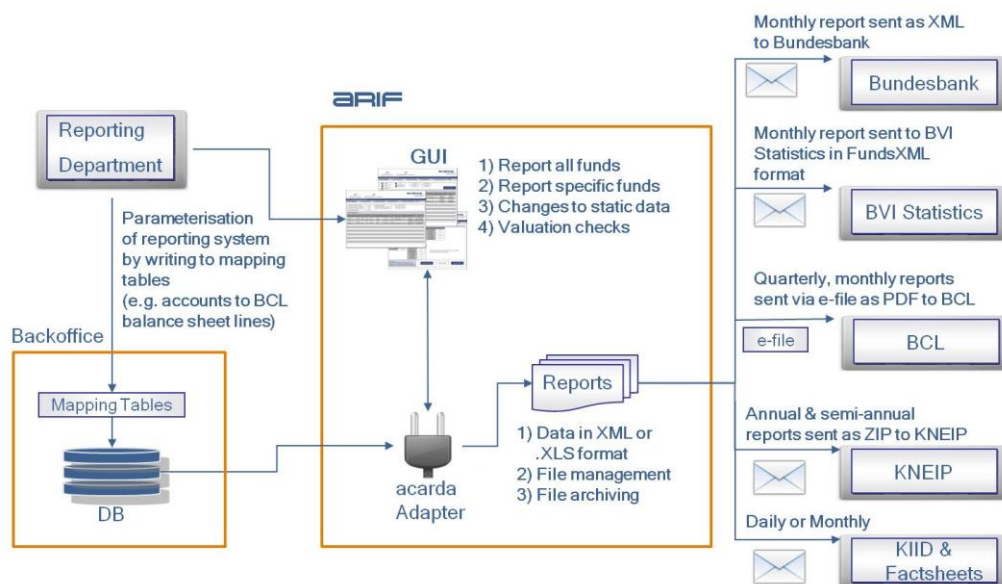 Reporting
Department
Parameterisation
of reporting system
by writing to mapping
tables
(e.g. accounts to BCL
balance sheet lines)
Backoffice
Mapping Tables
DB
ARIF
GUI
1) Report all funds
2) Report specific funds
3) Changes to static data
4) Valuation checks
acarda
Adapter
Reports
1) Data in XML or
.XLS format
2) File management
3) File archiving
Monthly report sent as XML
to Bundesbank
Bundesbank
Monthly report sent to BVI
Statistics in FundsXML
format
BVI Statistics
Quarterly, monthly reports
sent via e-file as PDF to BCL
e-file
BCL
Annual & semi-annual
reports sent as ZIP to KNEIP
KNEIP
Daily or Monthly
KIID &
Factsheets